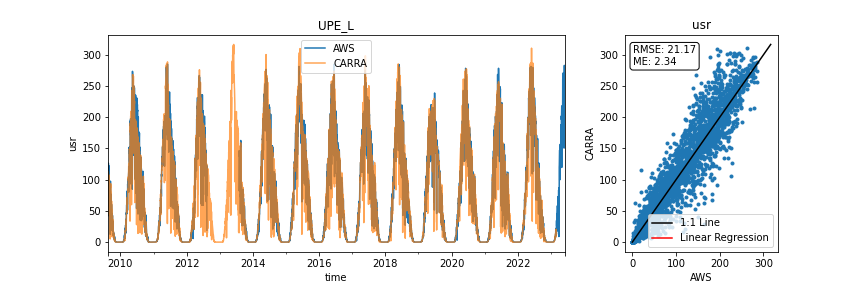 UPE_L
usr
300
250
200
150
100
50
0
usr
AWS
CARRA
2010
2012
2014
2016
2018
2020
2022
time
usr
300
250
200
150
100
50
0
CARRA
RMSE: 21.17
ME: 2.34
1:1 Line
Linear Regression
0
100
200
300
AWS